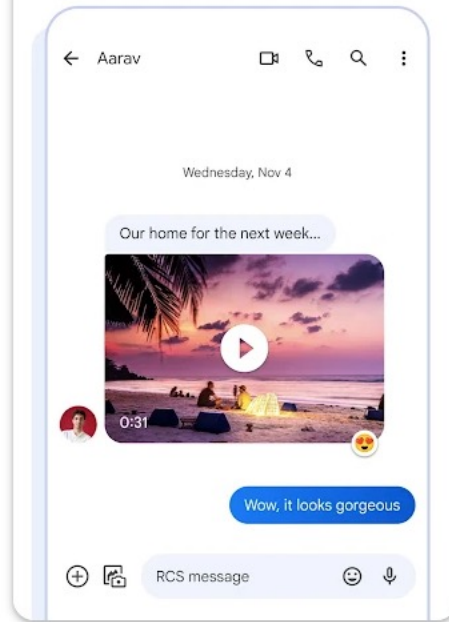 Aarav
Wednesday, Nov 4
Our home for the next week...
0:31
Wow, it looks gorgeous
RCS message